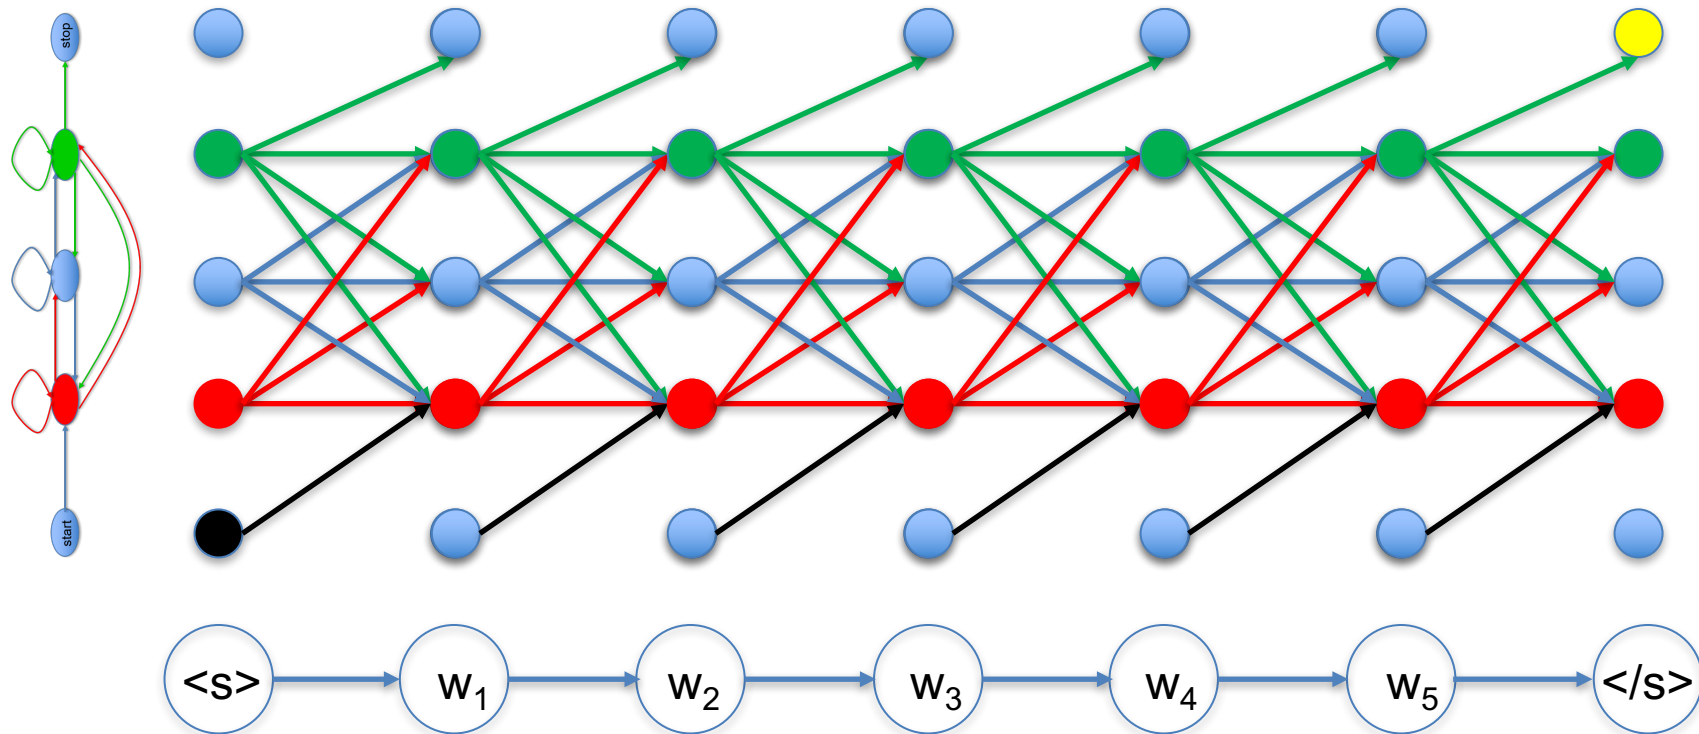 stop
start
<s> w₁ w₂ w₃ w₄ w₅ </s>